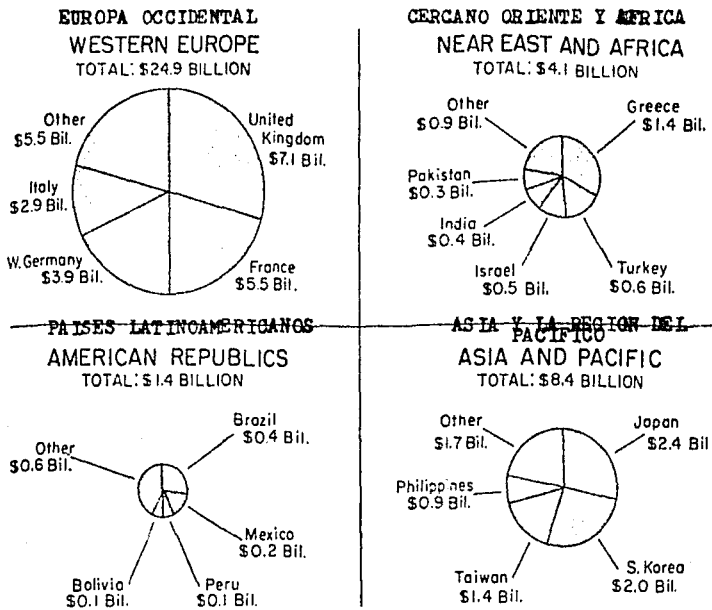 EUROPA OCCIDENTAL
WESTERN EUROPE
TOTAL: $24.9 BILLION
Other
$5.5 Bil.
United
Kingdom
$7.1 Bil.
Italy
$2.9 Bil.
W. Germany
$3.9 Bil.
France
$5.5 Bil.
CERCANO ORIENTE Y AFRICA
NEAR EAST AND AFRICA
TOTAL: $4.1 BILLION
Other
$0.9 Bil.
Greece
$1.4 Bil.
Pakistan
$0.3 Bil.
India
$0.4 Bil.
Israel
$0.5 Bil.
Turkey
$0.6 Bil.
PAISES LATINOAMERICANOS
AMERICAN REPUBLICS
TOTAL: $1.4 BILLION
Other
$0.6 Bil.
Brazil
$0.4 Bil.
Mexico
$0.2 Bil.
Bolivia
$0.1 Bil.
Peru
$0.1 Bil.
ASIA Y LA REGION DEL
PACIFICO
ASIA AND PACIFIC
TOTAL: $8.4 BILLION
Other
$1.7 Bil.
Japan
$2.4 Bil
Philippines
$0.9 Bil.
Taiwan
$1.4 Bil.
S. Korea
$2.0 Bil.